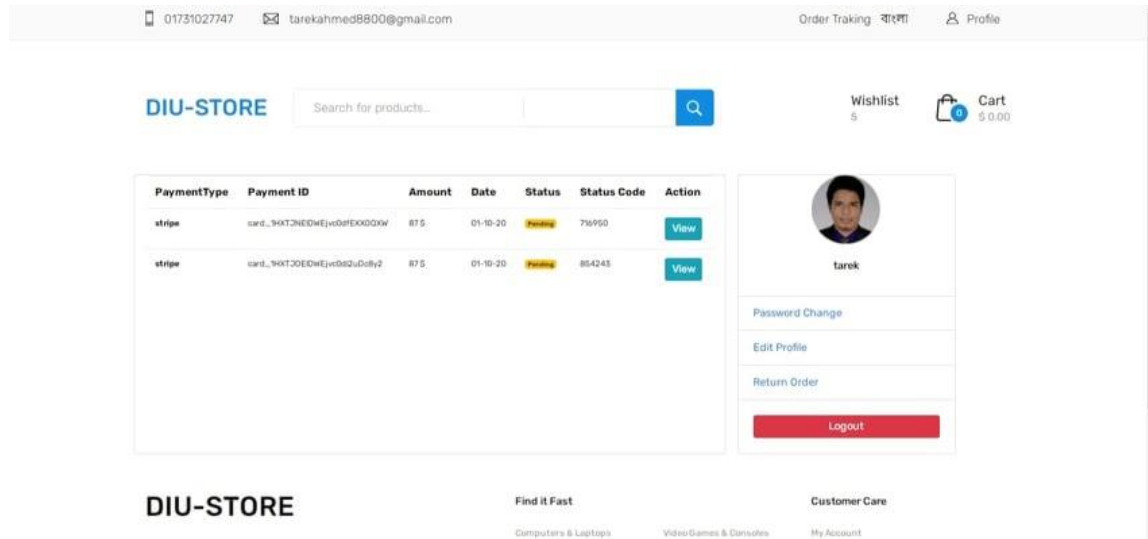 01731027747 tarekahmed8800@gmail.com Order Traking বাংলা Profile
DIU-STORE Search for products... Wishlist Cart
5 0 $ 0.00
PaymentType Payment ID Amount Date Status Status Code Action
stripe 87 $ 01-10-20 Pending 716950 View
stripe 87 $ 01-10-20 Pending 854243 View
tarek
Password Change
Edit Profile
Return Order
Logout
DIU-STORE Find it Fast Customer Care
Computers & Laptops Video Games & Consoles My Account